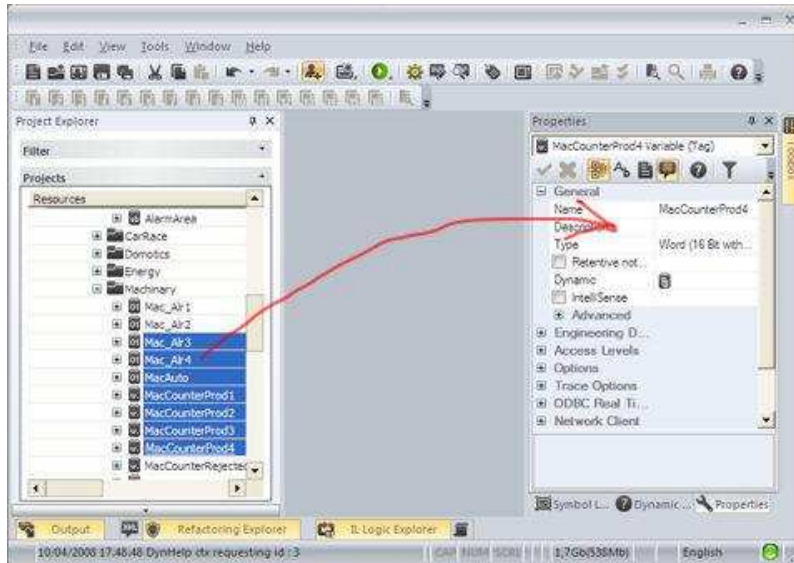 File Edit View Tools Window Help
Project Explorer
Filter
Projects
Resources
AlarmArea
CarRace
Domotics
Energy
Machinary
Mac_Alr1
Mac_Alr2
Mac_Alr3
Mac_Alr4
MacAuto
MacCounterProd1
MacCounterProd2
MacCounterProd3
MacCounterProd4
MacCounterRejected
Properties
MacCounterProd4 Variable (Tag)
General
Name MacCounterProd4
Type Word (16 Bit with...
Retentive not...
Dynamic
IntelliSense
Advanced
Engineering D...
Access Levels
Options
Trace Options
ODBC Real Ti...
Network Client
Symbol L... Dynamic ... Properties
Output Refactoring Explorer IL Logic Explorer
10/04/2008 17.48.48 DynHelp ctx requesting id : 3 CAP NUM SCRL 1,7Gb(538Mb) English